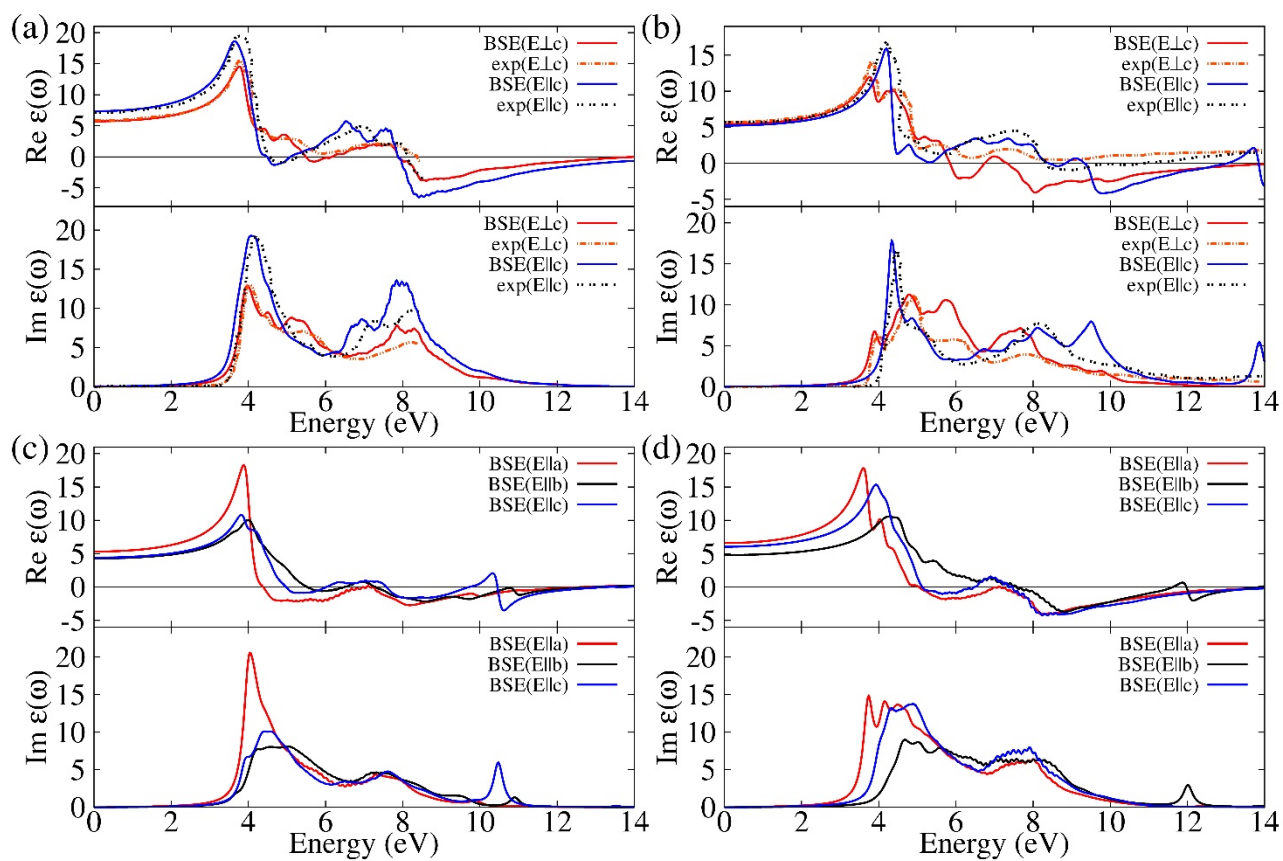 (a)
20
15
10
5
0
-5
Re ε(ω)
BSE(E⊥c)
exp(E⊥c)
BSE(E||c)
exp(E||c)
20
15
10
5
0
Im ε(ω)
BSE(E⊥c)
exp(E⊥c)
BSE(E||c)
exp(E||c)
0 2 4 6 8 10 12 14
Energy (eV)
(b)
20
15
10
5
0
-5
Re ε(ω)
BSE(E⊥c)
exp(E⊥c)
BSE(E||c)
exp(E||c)
20
15
10
5
0
Im ε(ω)
BSE(E⊥c)
exp(E⊥c)
BSE(E||c)
exp(E||c)
0 2 4 6 8 10 12 14
Energy (eV)
(c)
20
15
10
5
0
-5
Re ε(ω)
BSE(E||a)
BSE(E||b)
BSE(E||c)
20
15
10
5
0
Im ε(ω)
BSE(E||a)
BSE(E||b)
BSE(E||c)
0 2 4 6 8 10 12 14
Energy (eV)
(d)
20
15
10
5
0
-5
Re ε(ω)
BSE(E||a)
BSE(E||b)
BSE(E||c)
20
15
10
5
0
Im ε(ω)
BSE(E||a)
BSE(E||b)
BSE(E||c)
0 2 4 6 8 10 12 14
Energy (eV)